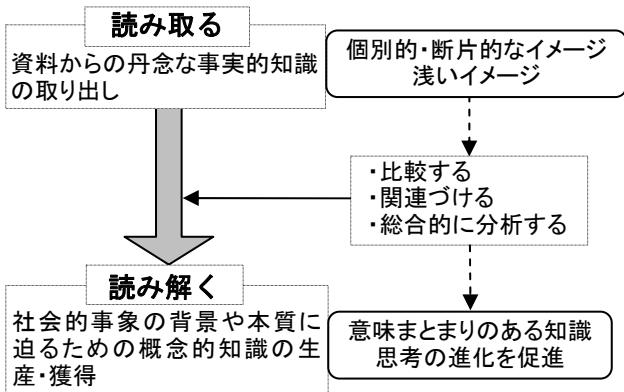 読み取る
資料からの丹念な事実的知識
の取り出し
個別的・断片的なイメージ
浅いイメージ
・比較する
・関連づける
・総合的に分析する
読み解く
社会的事象の背景や本質に
迫るための概念的知識の生
産・獲得
意味まとまりのある知識
思考の進化を促進